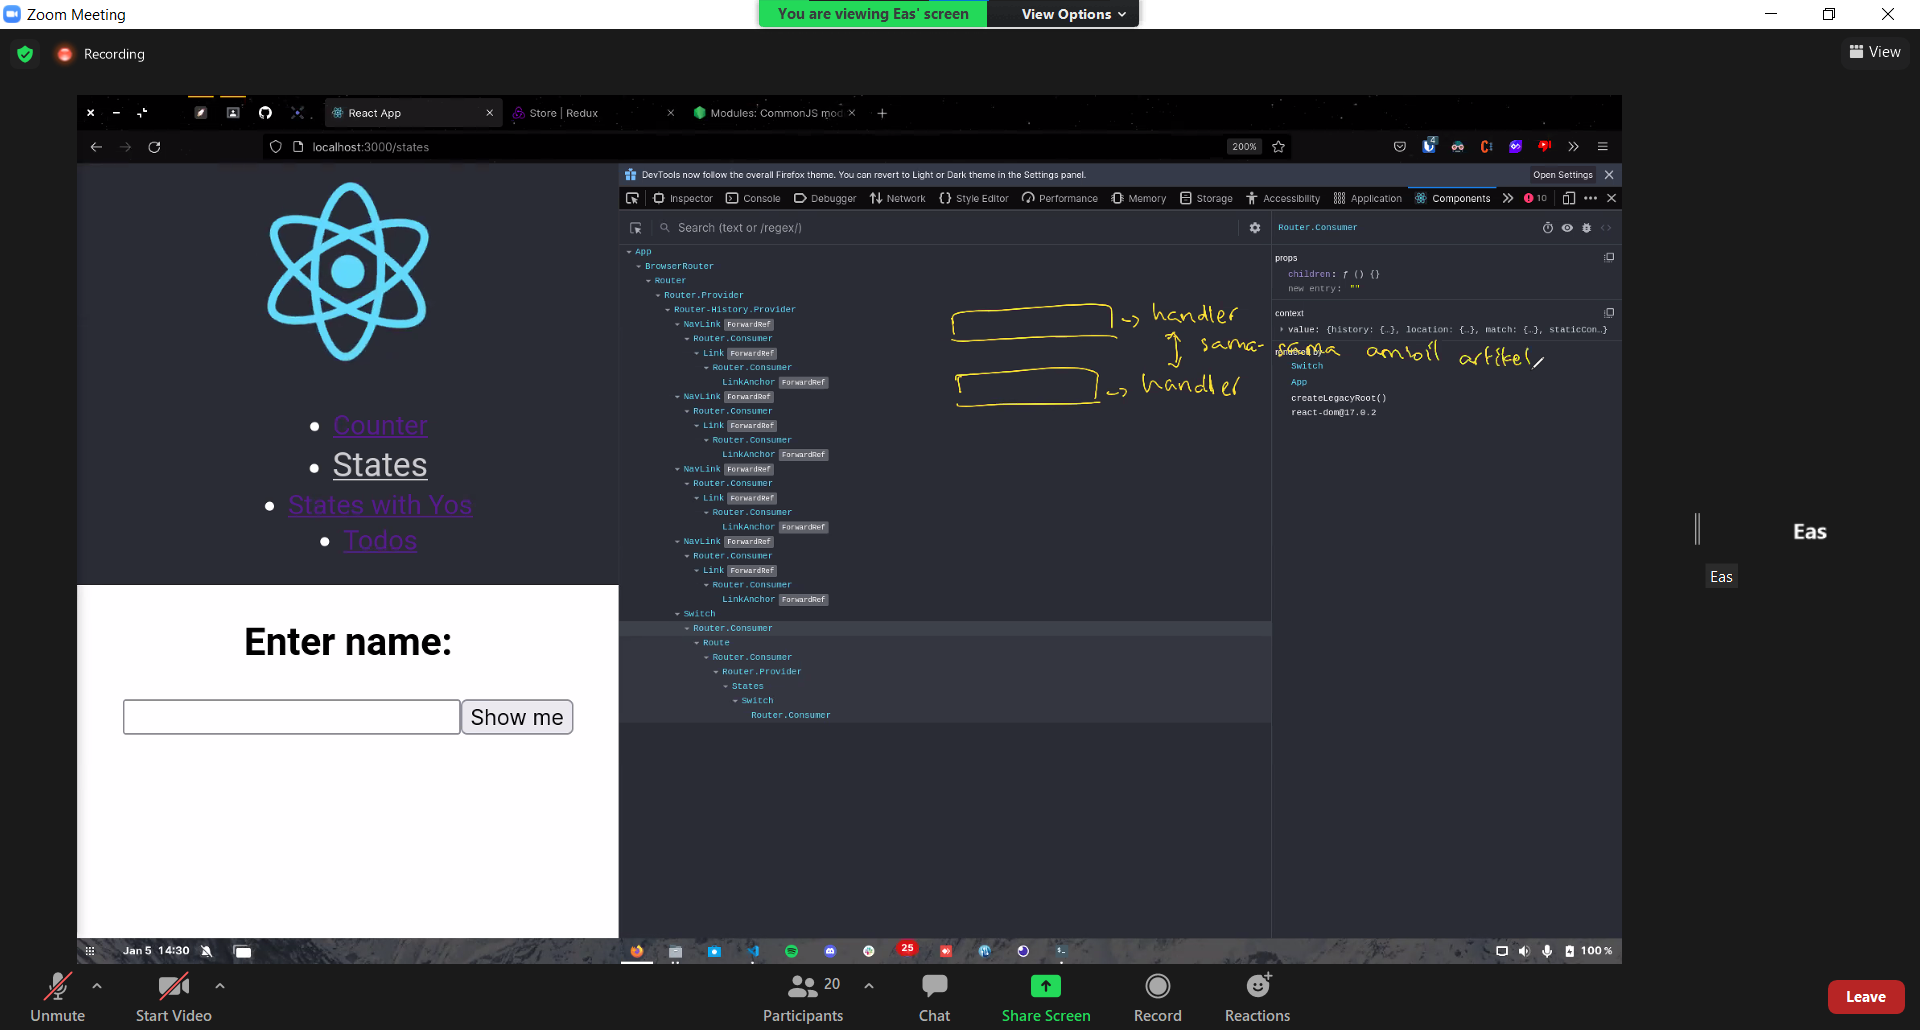 Zoom Meeting
You are viewing Eas' screen
View Options
Recording
View
React App
Store | Redux
Modules: CommonJS mod
localhost:3000/states
200%
4
DevTools now follow the overall Firefox theme. You can revert to Light or Dark theme in the Settings panel.
Open Settings
Inspector
Console
Debugger
Network
Style Editor
Performance
Memory
Storage
Accessibility
Application
Components
10
Search (text or /regex/)
Counter
States
States with Yos
Todos
Enter name:
Show me
App
BrowserRouter
Router
Router.Provider
Router-History.Provider
NavLink ForwardRef
Router.Consumer
Link ForwardRef
Router.Consumer
LinkAnchor ForwardRef
NavLink ForwardRef
Router.Consumer
Link ForwardRef
Router.Consumer
LinkAnchor ForwardRef
NavLink ForwardRef
Router.Consumer
Link ForwardRef
Router.Consumer
LinkAnchor ForwardRef
NavLink ForwardRef
Router.Consumer
Link ForwardRef
Router.Consumer
LinkAnchor ForwardRef
Switch
Router.Consumer
Route
Router.Consumer
Router.Provider
States
Switch
Router.Consumer
handler
sama-sama ambil artikel
handler
Router.Consumer
props
children: ƒ () {}
new entry: ""
context
value: {history: {…}, location: {…}, match: {…}, staticCon…}
rendered by
Switch
App
createLegacyRoot()
react-dom@17.0.2
Eas
Eas
Jan 5 14:30
25
100 %
Unmute
Start Video
20
Participants
Chat
Share Screen
Record
Reactions
Leave